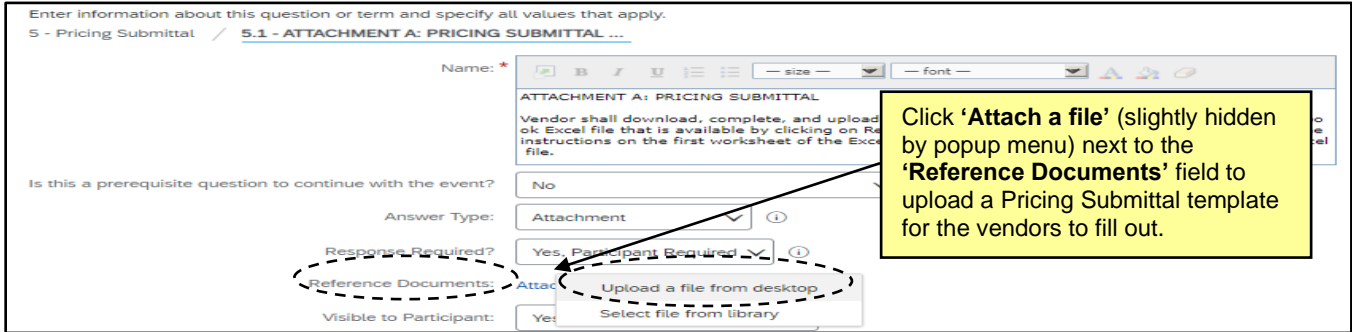 Enter information about this question or term and specify all values that apply.
5 - Pricing Submittal / 5.1 - ATTACHMENT A: PRICING SUBMITTAL ...
Name: *
B I U — size — — font — A
ATTACHMENT A: PRICING SUBMITTAL
Vendor shall download, complete, and upload
ok Excel file that is available by clicking on Re
instructions on the first worksheet of the Exce
file.
Click ‘Attach a file’ (slightly hidden
by popup menu) next to the
‘Reference Documents’ field to
upload a Pricing Submittal template
for the vendors to fill out.
Is this a prerequisite question to continue with the event? No
Answer Type: Attachment
Response Required? Yes, Participant Required
Reference Documents: Attac
Upload a file from desktop
Select file from library
Visible to Participant: Yes